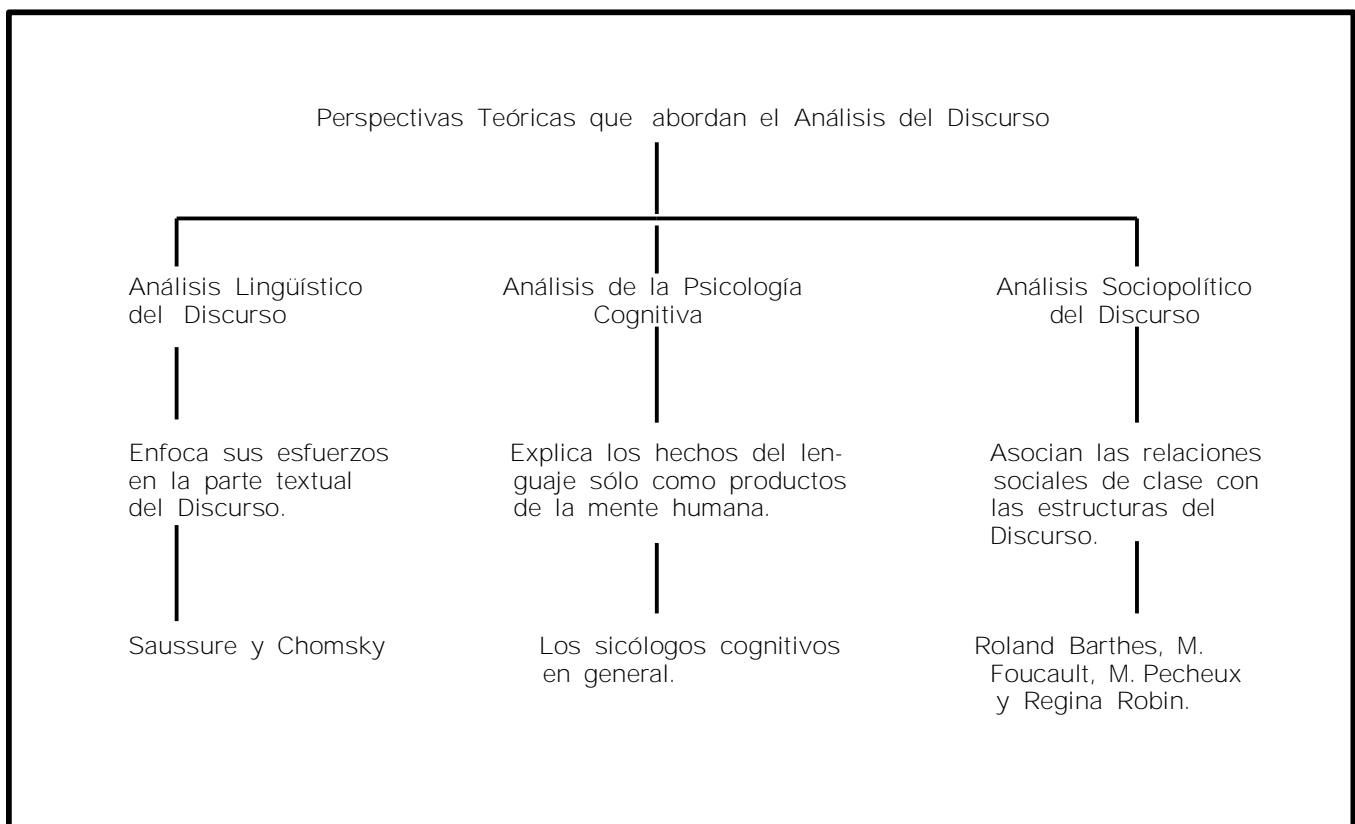 Perspectivas Teóricas que abordan el Análisis del Discurso
Análisis Lingüístico
del Discurso
Análisis de la Psicología
Cognitiva
Análisis Sociopolítico
del Discurso
Enfoca sus esfuerzos
en la parte textual
del Discurso.
Explica los hechos del len-
guaje sólo como productos
de la mente humana.
Asocian las relaciones
sociales de clase con
las estructuras del
Discurso.
Saussure y Chomsky
Los sicólogos cognitivos
en general.
Roland Barthes, M.
Foucault, M. Pecheux
y Regina Robin.